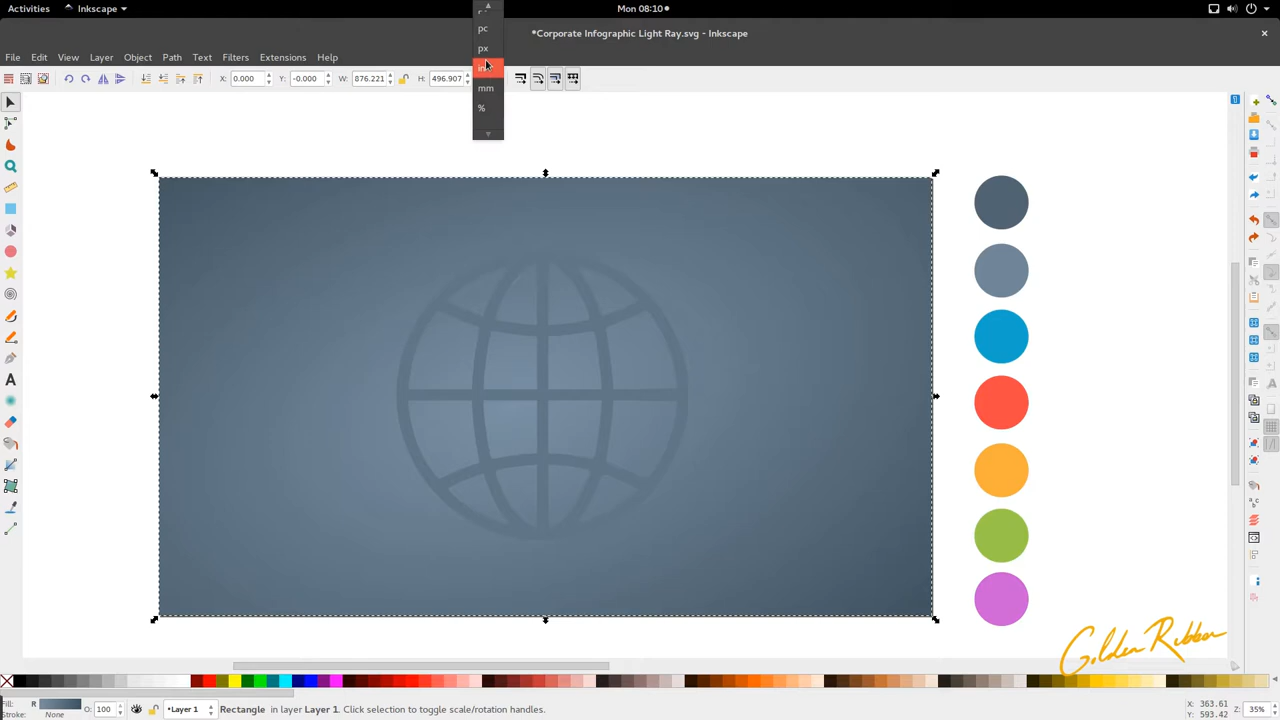 Activities Inkscape Mon 08:10
*Corporate Infographic Light Ray.svg - Inkscape
File Edit View Layer Object Path Text Filters Extensions Help
X: 0.000 Y: -0.000 W: 876.221 H: 496.907
pc
px
mm
%
Golden Ribbon
Fill: R O: 100 •Layer 1 Rectangle in layer Layer 1. Click selection to toggle scale/rotation handles. X: 363.61 Z: 35%
Stroke: None Y: 593.42